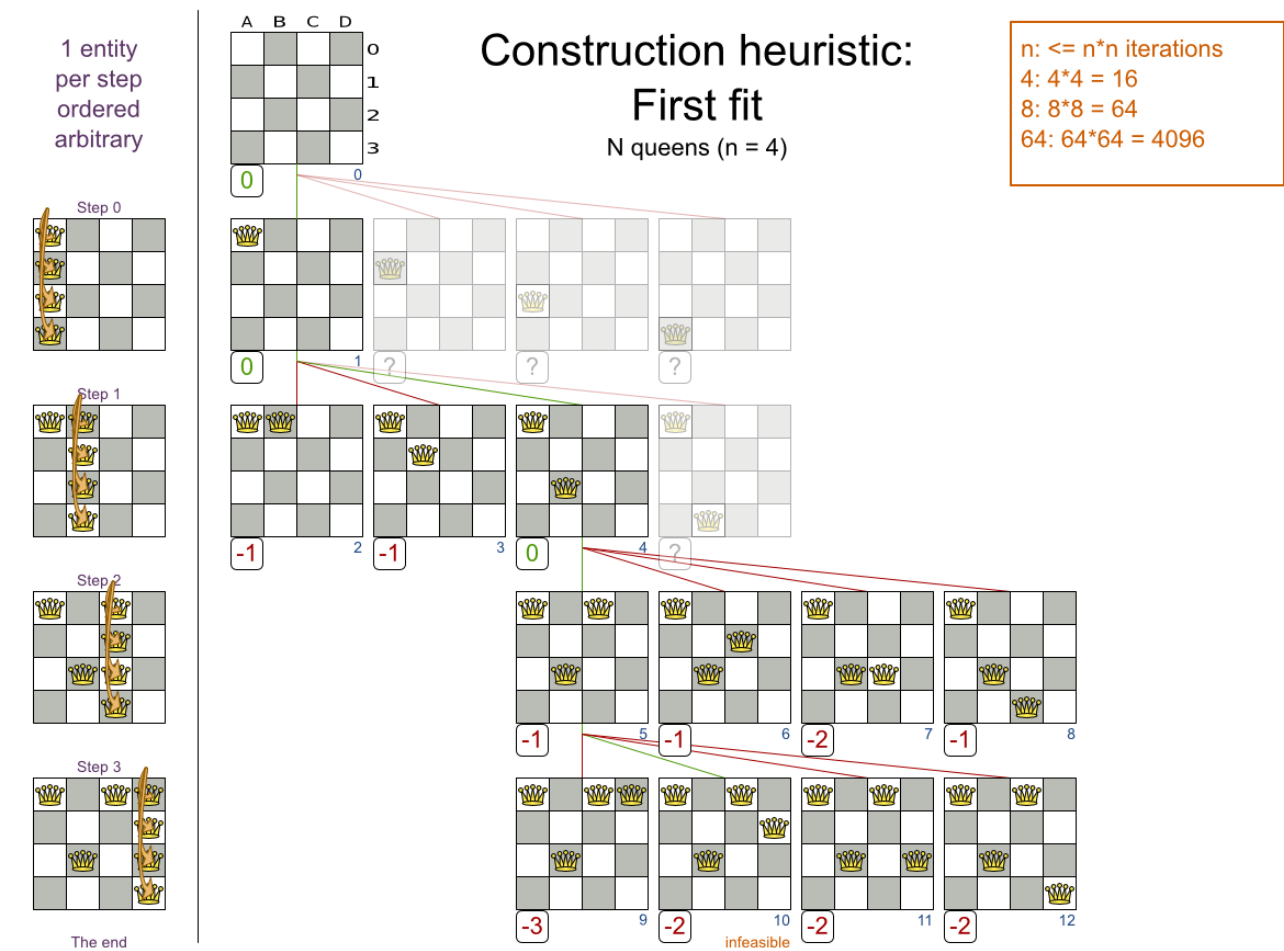 1 entity
per step
ordered
arbitrary
A B C D
0
1
2
3
Construction heuristic:
First fit
N queens (n = 4)
n: <= n*n iterations
4: 4*4 = 16
8: 8*8 = 64
64: 64*64 = 4096
0 0
Step 0
0 1 ? ? ?
Step 1
-1 2 -1 3 0 4 ?
Step 2
-1 5 -1 6 -2 7 -1 8
Step 3
-3 9 -2 10 -2 11 -2 12
infeasible
The end